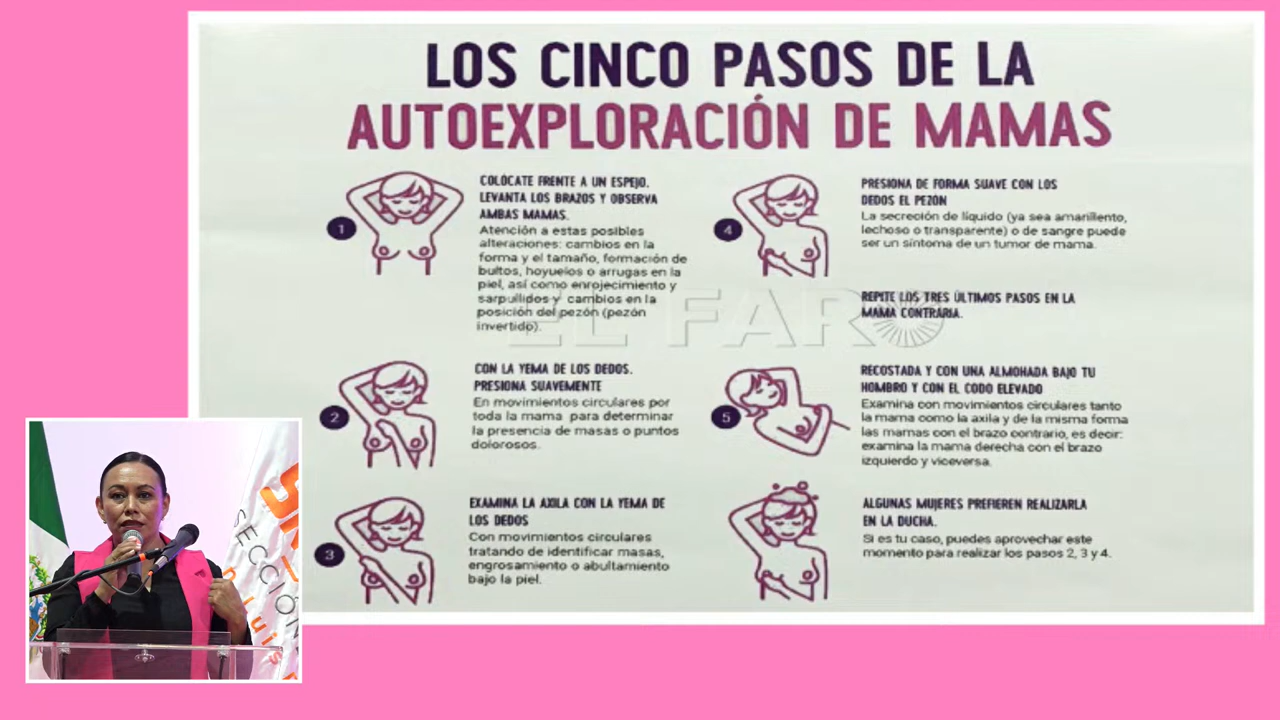 LOS CINCO PASOS DE LA
AUTOEXPLORACIÓN DE MAMAS
1
COLÓCATE FRENTE A UN ESPEJO.
LEVANTA LOS BRAZOS Y OBSERVA
AMBAS MAMAS.
Atención a estas posibles
alteraciones: cambios en la
forma y el tamaño, formación de
bultos, hoyuelos o arrugas en la
piel, así como enrojecimiento y
sarpullidos y cambios en la
posición del pezón (pezón
invertido).
2
CON LA YEMA DE LOS DEDOS.
PRESIONA SUAVEMENTE
En movimientos circulares por
toda la mama para determinar
la presencia de masas o puntos
dolorosos.
3
EXAMINA LA AXILA CON LA YEMA DE
LOS DEDOS
Con movimientos circulares
tratando de identificar masas,
engrosamiento o abultamiento
bajo la piel.
4
PRESIONA DE FORMA SUAVE CON LOS
DEDOS EL PEZÓN
La secreción de líquido (ya sea amarillento,
lechoso o transparente) o de sangre puede
ser un síntoma de un tumor de mama.
REPITE LOS TRES ÚLTIMOS PASOS EN LA
MAMA CONTRARIA.
5
RECOSTADA Y CON UNA ALMOHADA BAJO TU
HOMBRO Y CON EL CODO ELEVADO
Examina con movimientos circulares tanto
la mama como la axila y de la misma forma
las mamas con el brazo contrario, es decir:
examina la mama derecha con el brazo
izquierdo y viceversa.
ALGUNAS MUJERES PREFIEREN REALIZARLA
EN LA DUCHA.
Si es tu caso, puedes aprovechar este
momento para realizar los pasos 2, 3 y 4.
EL FARO
SECCIÓN
Luis